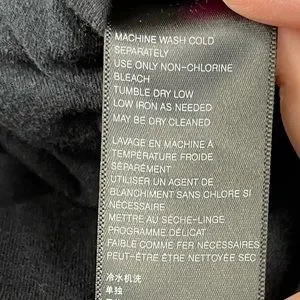 MACHINE WASH COLD
SEPARATELY
USE ONLY NON-CHLORINE
BLEACH
TUMBLE DRY LOW
LOW IRON AS NEEDED
MAY BE DRY CLEANED
LAVAGE EN MACHINE À
TEMPÉRATURE FROIDE
SÉPARÉMENT
UTILISER UN AGENT DE
BLANCHIMENT SANS CHLORE SI
NÉCESSAIRE
METTRE AU SÈCHE-LINGE
PROGRAMME DÉLICAT
FAIBLE COMME FER NÉCESSAIRES
PEUT-ÊTRE ÊTRE NETTOYÉE SEC
冷水机洗
单独